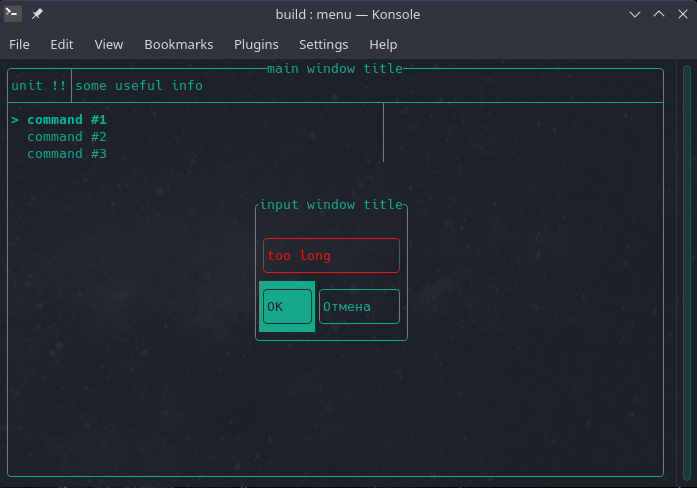 build : menu — Konsole
File Edit View Bookmarks Plugins Settings Help
main window title
unit !! some useful info
> command #1
command #2
command #3
input window title
too long
OK Отмена